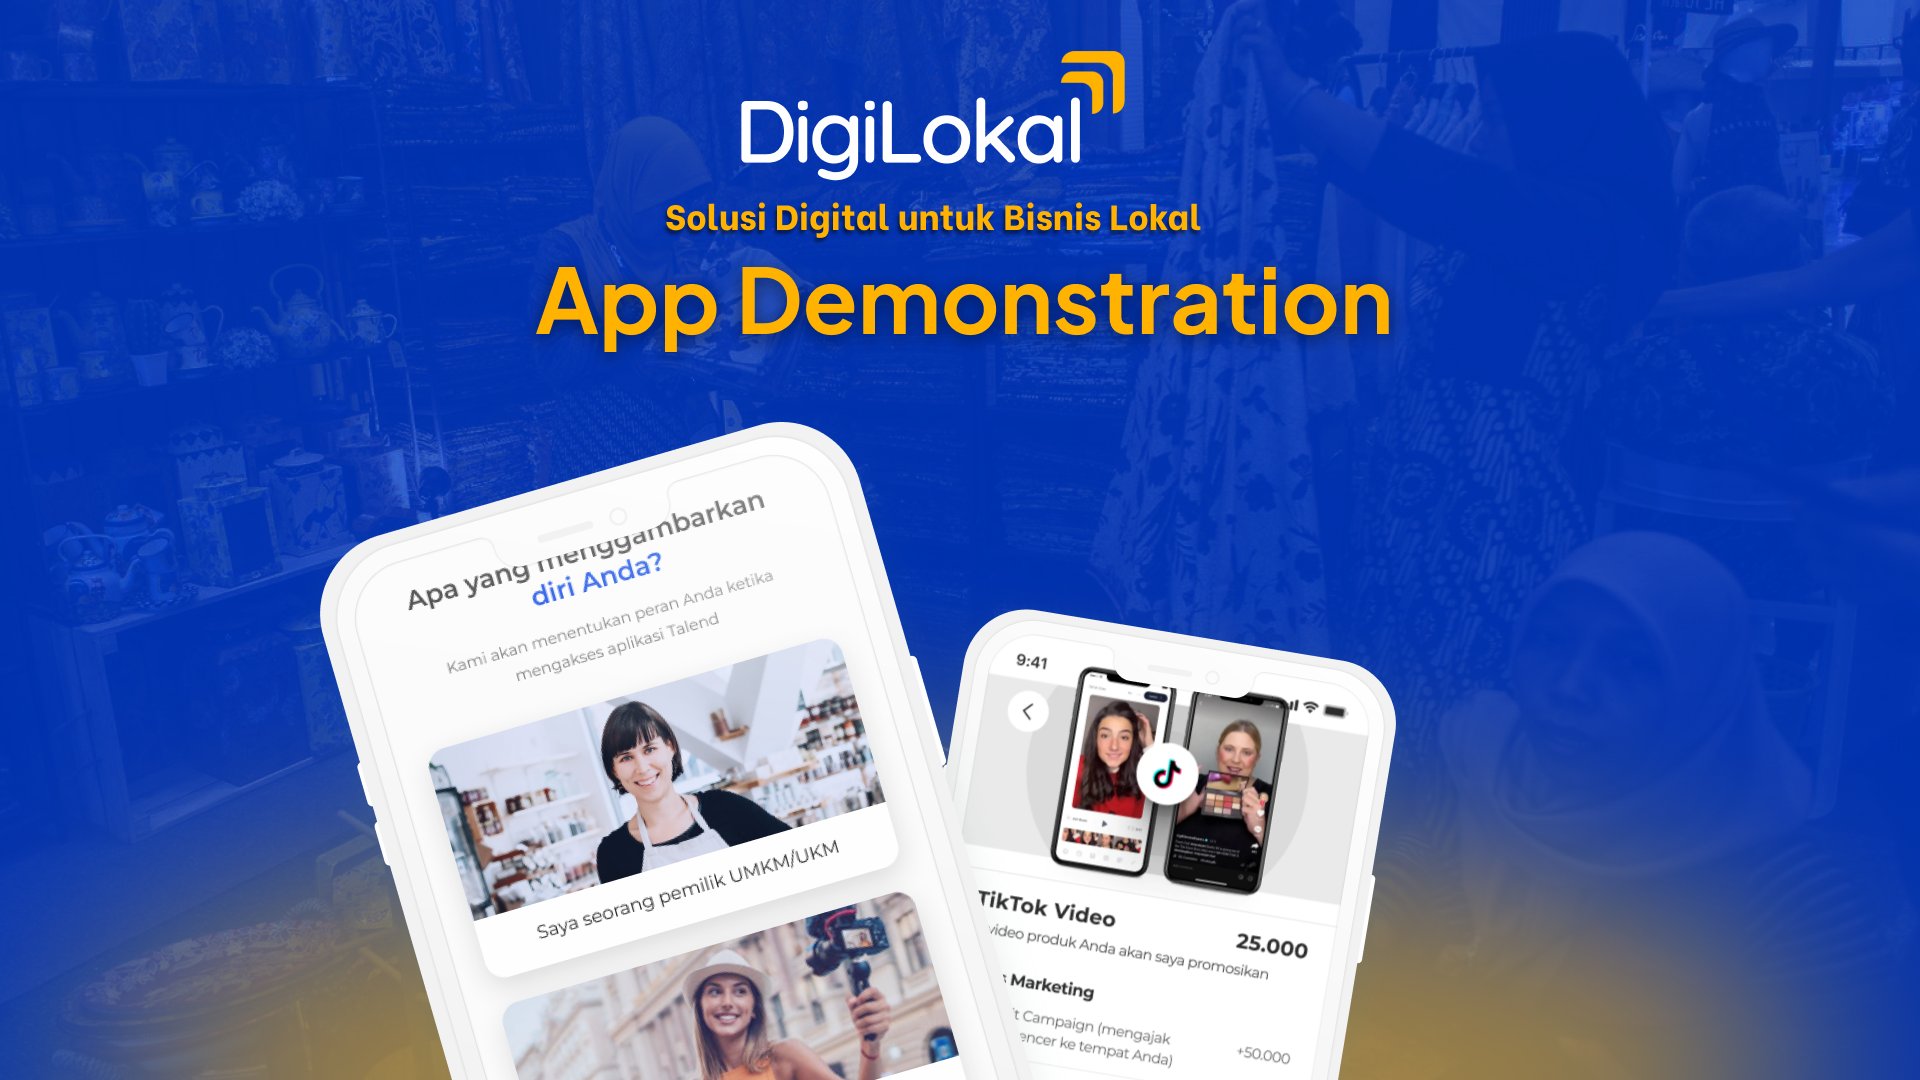 DigiLokal
Solusi Digital untuk Bisnis Lokal
App Demonstration
Apa yang menggambarkan
diri Anda?
Kami akan menentukan peran Anda ketika
mengakses aplikasi Talend
Saya seorang pemilik UMKM/UKM
9:41
TikTok Video
25.000
video produk Anda akan saya promosikan
Marketing
Campaign (mengajak
ke tempat Anda)
+50.000